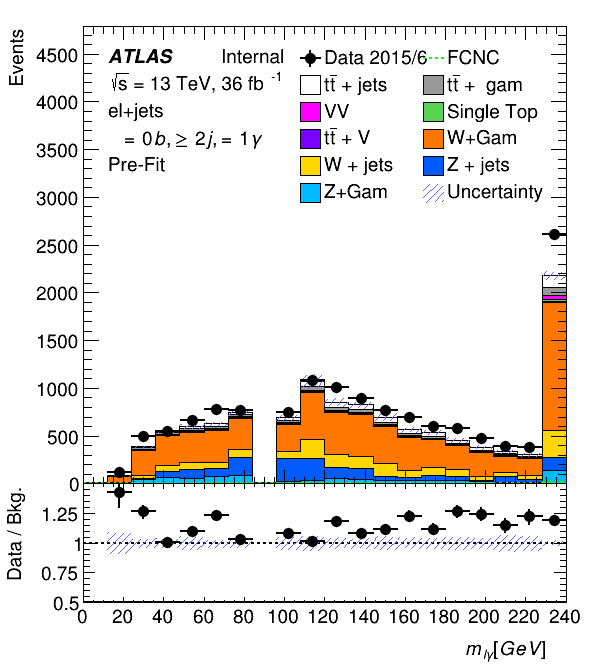 Events
4500
4000
3500
3000
2500
2000
1500
1000
500
0
ATLAS Internal
√s = 13 TeV, 36 fb⁻¹
el+jets
= 0b, ≥ 2j, = 1γ
Pre-Fit
Data 2015/6 FCNC
tt̄ + jets tt̄ + gam
VV Single Top
tt̄ + V W+Gam
W + jets Z + jets
Z+Gam Uncertainty
Data / Bkg.
1.25
1
0.75
0.5
0 20 40 60 80 100 120 140 160 180 200 220 240
m_lγ[GeV]